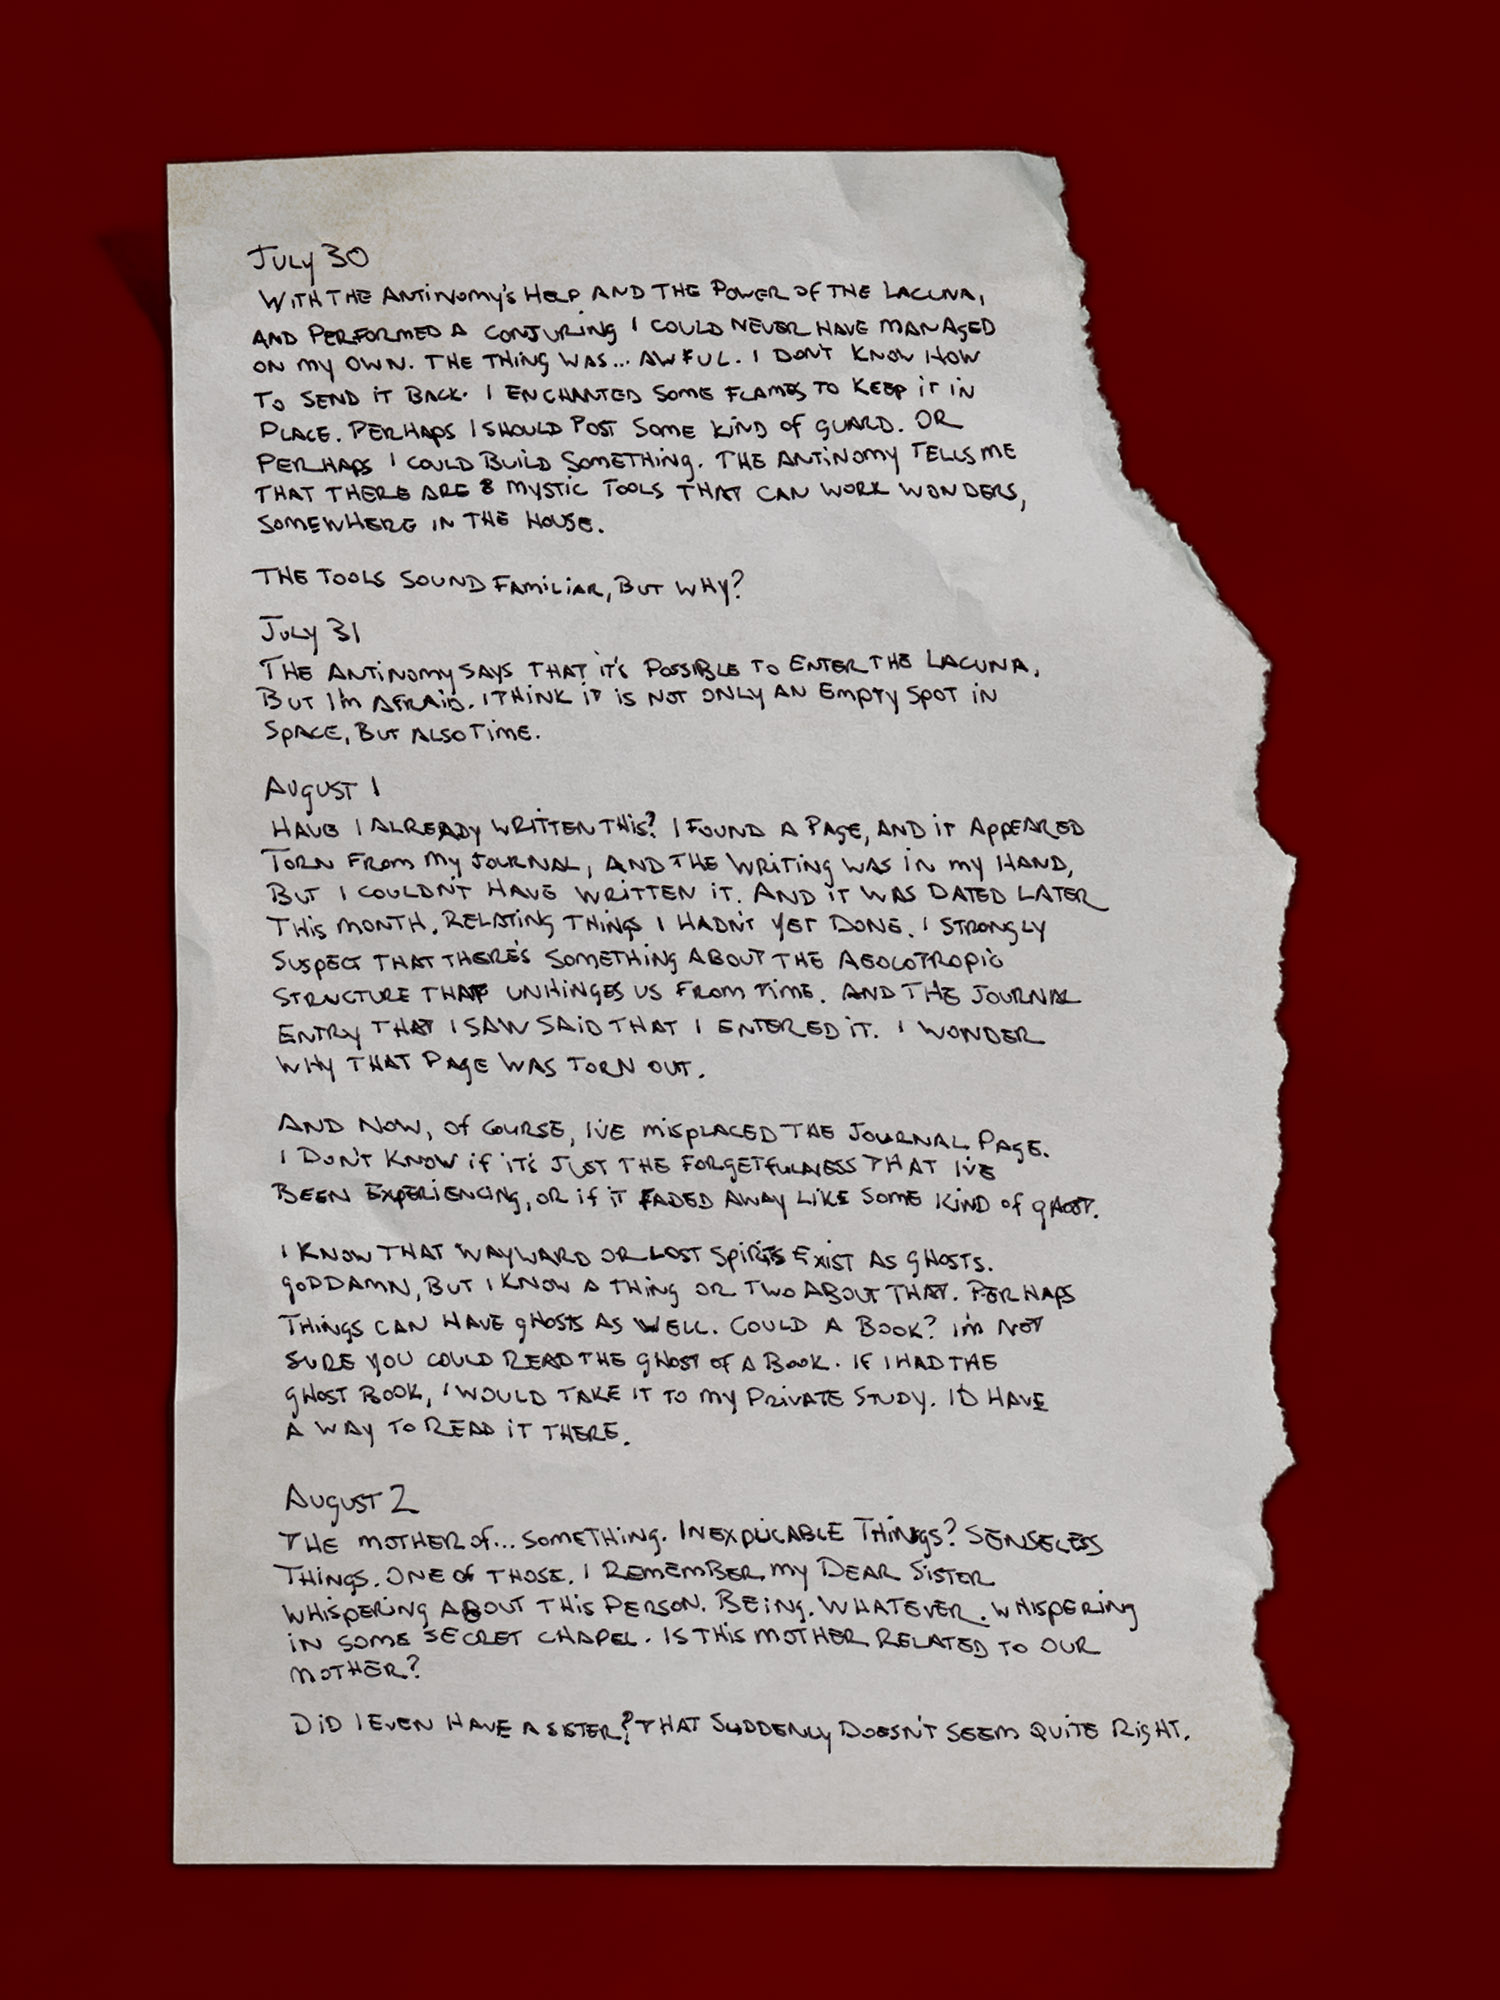 July 30
With the Antinomy's Help and the Power of the Lacuna,
and performed a conjuring I could never have managed
on my own. The thing was... awful. I don't know how
to send it back. I enchanted some flames to keep it in
place. Perhaps I should post some kind of guard. Or
perhaps I could build something. The Antinomy tells me
that there are 8 mystic tools that can work wonders,
somewhere in the house.
The tools sound familiar, but why?
July 31
The Antinomy says that it's possible to enter the Lacuna,
But I'm afraid. I think it is not only an empty spot in
space, but also time.
August 1
Have I already written this? I found a page, and it appeared
torn from my journal, and the writing was in my hand,
but I couldn't have written it. And it was dated later
this month, relating things I hadn't yet done. I strongly
suspect that there's something about the Aeolotropic
structure that unhinges us from time. And the journal
entry that I saw said that I entered it. I wonder
why that page was torn out.
And now, of course, I've misplaced the journal page.
I don't know if it's just the forgetfulness that I've
been experiencing, or if it faded away like some kind of ghost.
I know that wayward or lost spirits exist as ghosts.
Goddamn, but I know a thing or two about that. Perhaps
things can have ghosts as well. Could a book? I'm not
sure you could read the ghost of a book. If I had the
ghost book, I would take it to my private study. I'd have
a way to read it there.
August 2
The mother of... something. Inexplicable things? Senseless
things. One of those. I remember my dear sister
whispering about this person. Being. Whatever. Whispering
in some secret chapel. Is this mother related to our
mother?
Did I even have a sister? That suddenly doesn't seem quite right.